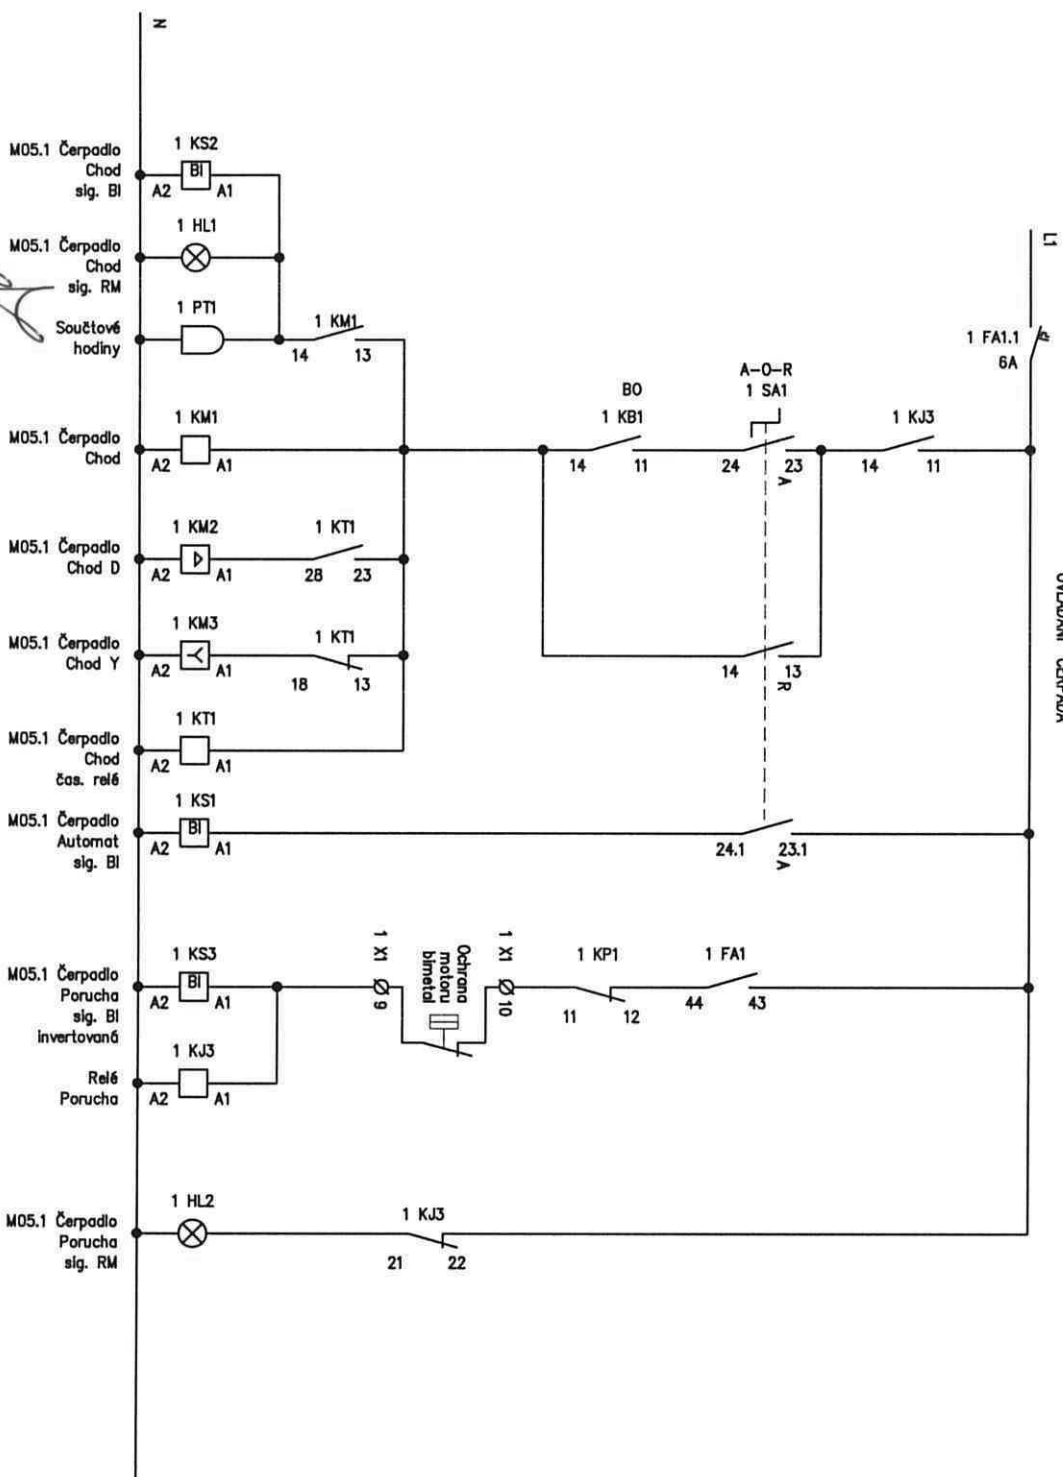 N
L1
M05.1 Čerpadlo
Chod
sig. BI
1 KS2
BI
A2
A1
M05.1 Čerpadlo
Chod
sig. RM
1 HL1
Součtové
hodiny
1 PT1
1 KM1
14
13
1 FA1.1
6A
M05.1 Čerpadlo
Chod
1 KM1
A2
A1
BO
1 KB1
14
11
A-O-R
1 SA1
24
23
A
1 KJ3
14
11
M05.1 Čerpadlo
Chod D
1 KM2
A2
A1
1 KT1
28
23
M05.1 Čerpadlo
Chod Y
1 KM3
A2
A1
1 KT1
18
13
14
13
R
M05.1 Čerpadlo
Chod
čas. relé
1 KT1
A2
A1
M05.1 Čerpadlo
Automat
sig. BI
1 KS1
BI
A2
A1
24.1
23.1
A
M05.1 Čerpadlo
Porucha
sig. BI
invertovaná
1 KS3
BI
A2
A1
1 X1
9
Ochrana
motoru
bimetal
1 X1
10
1 KP1
11
12
1 FA1
44
43
Relé
Porucha
1 KJ3
A2
A1
M05.1 Čerpadlo
Porucha
sig. RM
1 HL2
1 KJ3
21
22